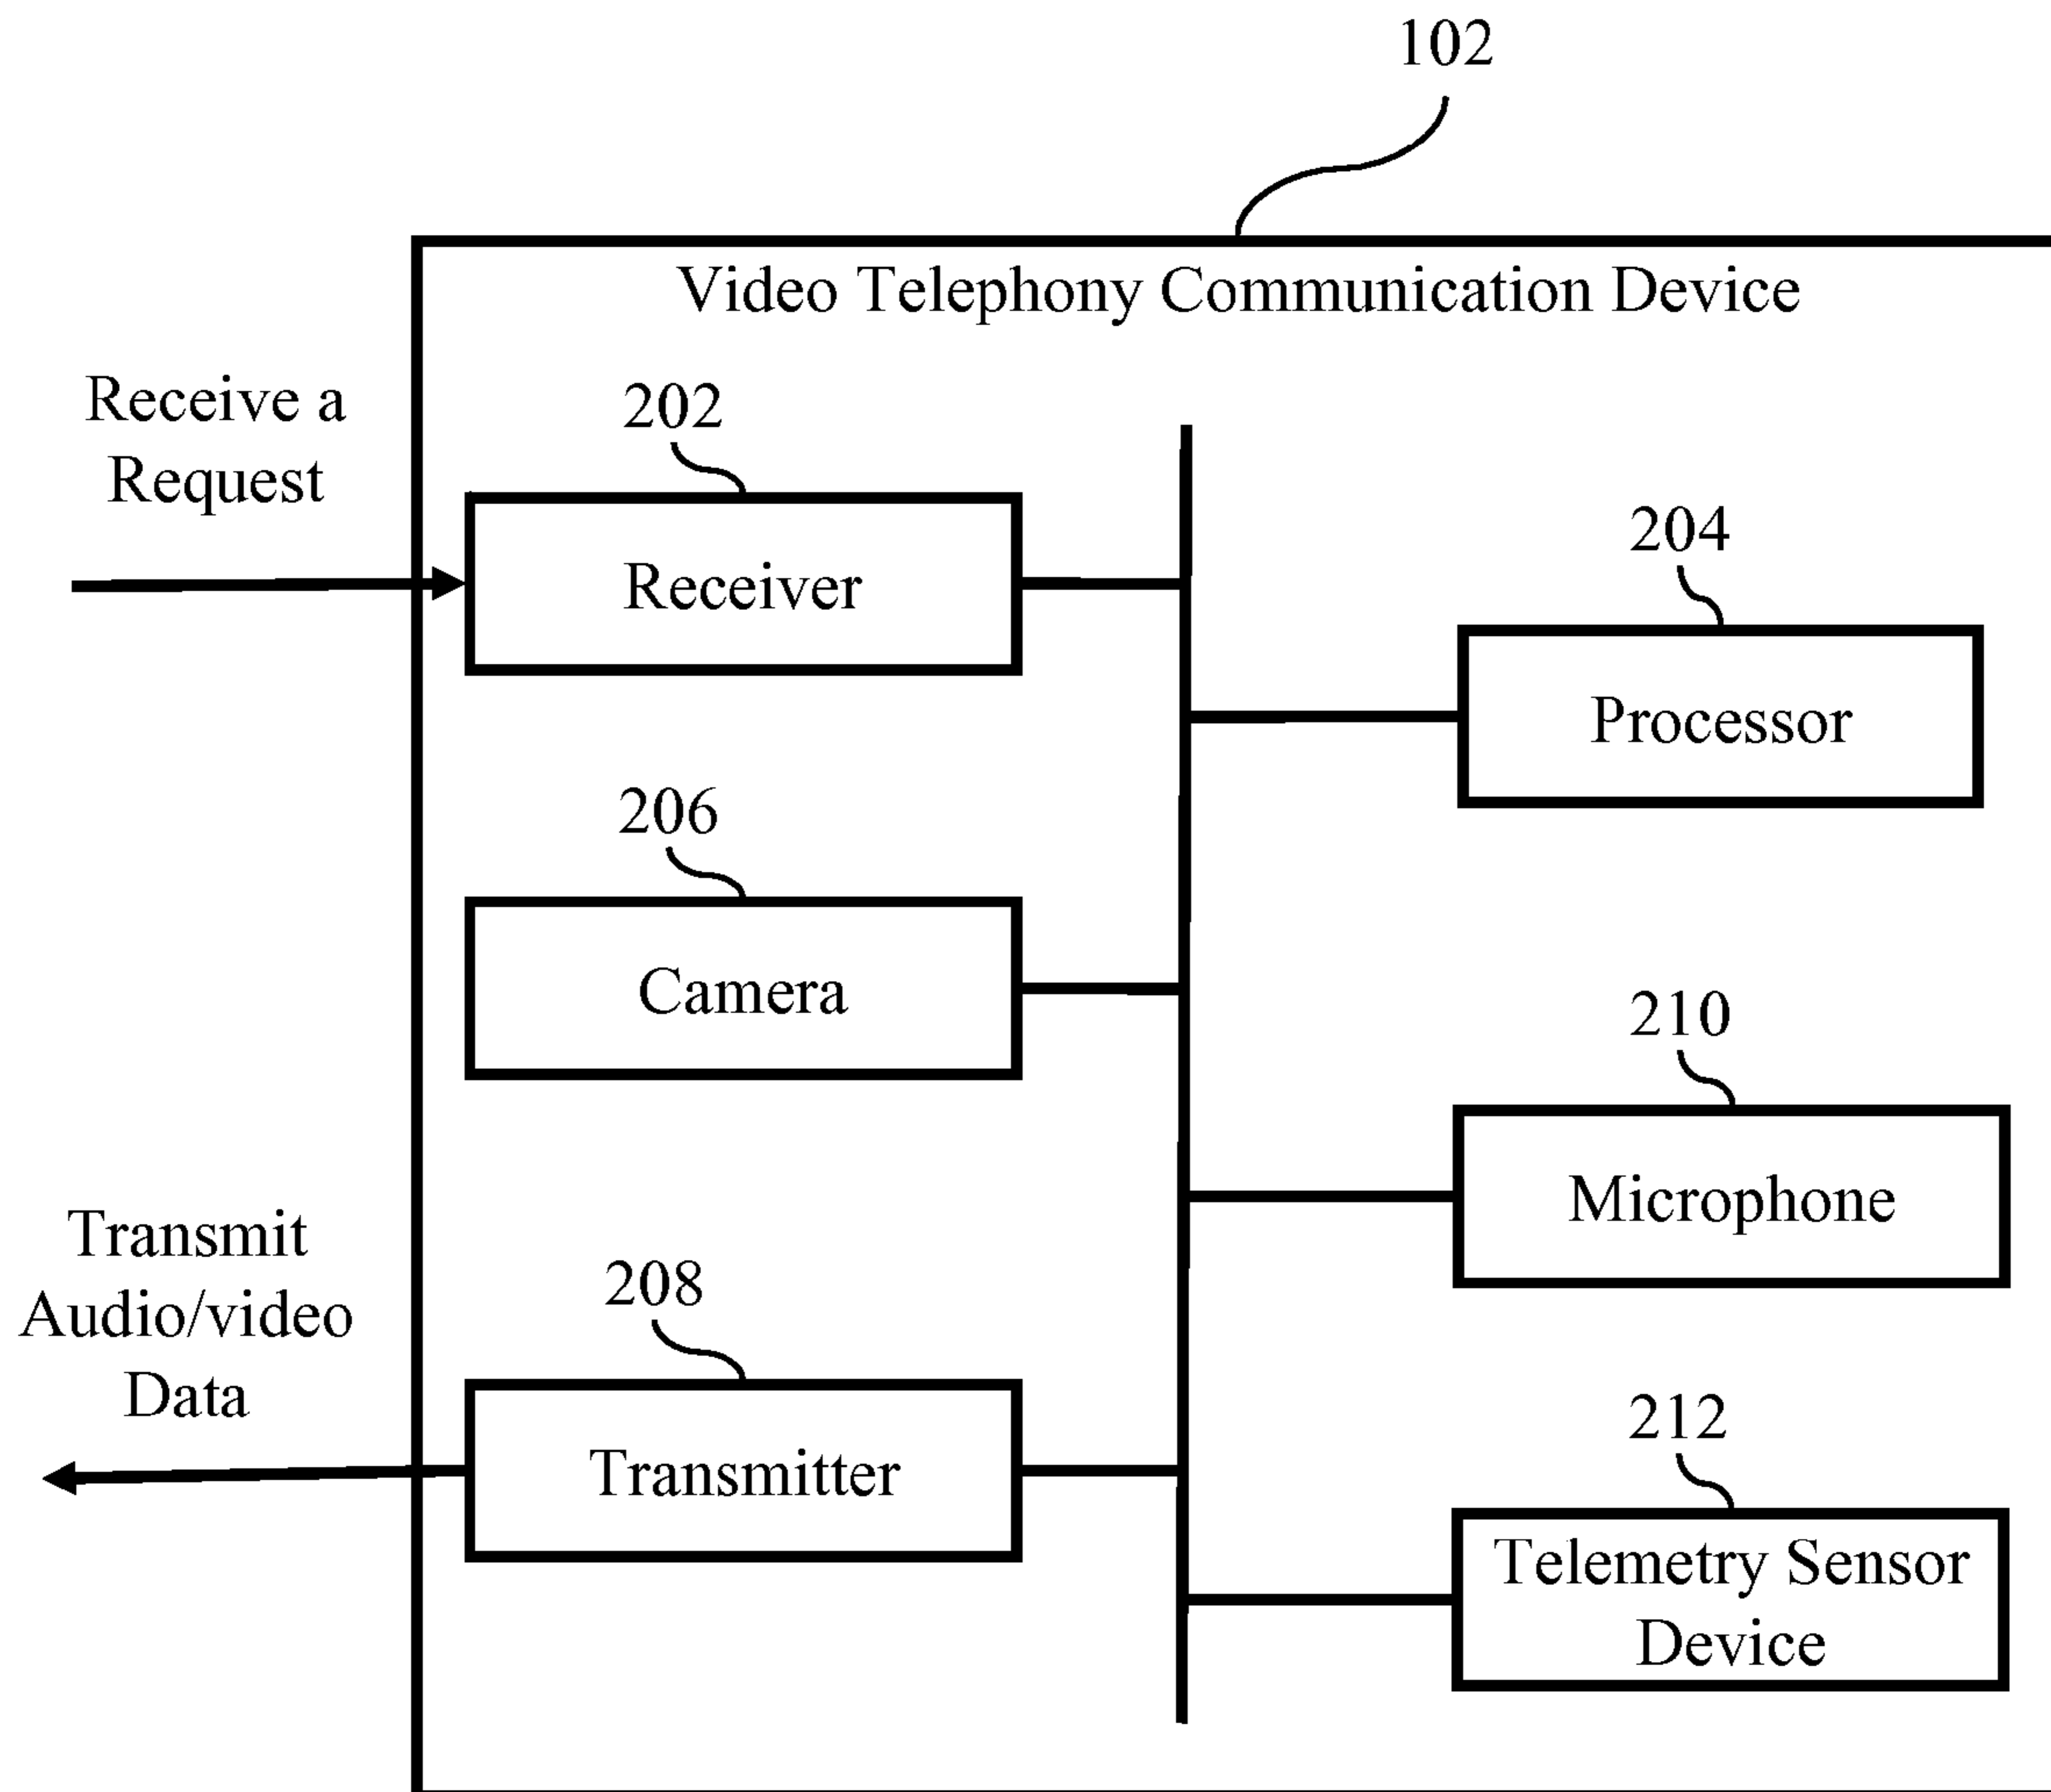 102
Video Telephony Communication Device
Receive a
Request
202
Receiver
204
Processor
206
Camera
210
Microphone
Transmit
Audio/video
Data
208
Transmitter
212
Telemetry Sensor
Device